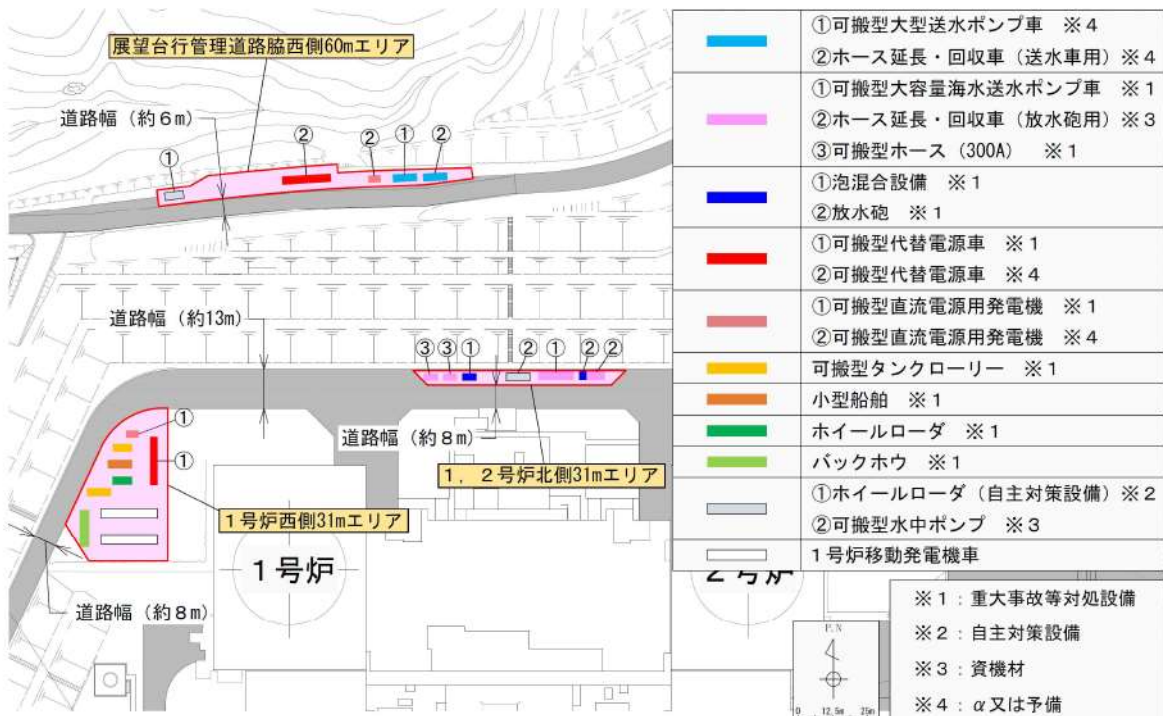 展望台行管理道路脇西側60mエリア
道路幅（約6m）
①
②
②
①
②
道路幅（約13m）
③
③
①
②
①
②
②
道路幅（約8m）
1，2号炉北側31mエリア
①
①
1号炉西側31mエリア
道路幅（約8m）
1号炉
2号炉
P.N
0 12.5m 25m
①可搬型大型送水ポンプ車 ※4
②ホース延長・回収車（送水車用）※4
①可搬型大容量海水送水ポンプ車 ※1
②ホース延長・回収車（放水砲用）※3
③可搬型ホース（300A） ※1
①泡混合設備 ※1
②放水砲 ※1
①可搬型代替電源車 ※1
②可搬型代替電源車 ※4
①可搬型直流電源用発電機 ※1
②可搬型直流電源用発電機 ※4
可搬型タンクローリー ※1
小型船舶 ※1
ホイールローダ ※1
バックホウ ※1
①ホイールローダ（自主対策設備）※2
②可搬型水中ポンプ ※3
1号炉移動発電機車
※1：重大事故等対処設備
※2：自主対策設備
※3：資機材
※4：α又は予備